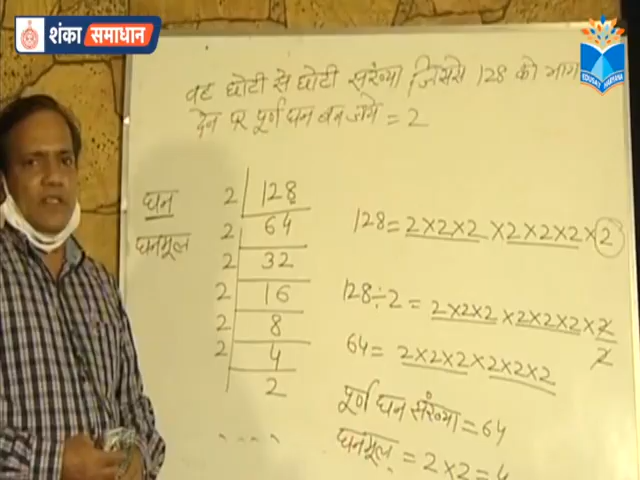 शंका समाधान
EDUSAT HARYANA
वह छोटी से छोटी संख्या, जिससे 128 को भाग
देने पर पूर्ण घन बन जाये = 2
घन
घनमूल
2 | 128
2 | 64
2 | 32
2 | 16
2 | 8
2 | 4
2
128 = 2×2×2 ×2×2×2×2
128÷2 = 2×2×2 ×2×2×2×2
2
64 = 2×2×2×2×2×2
पूर्ण घन संख्या = 64
घनमूल = 2×2=4